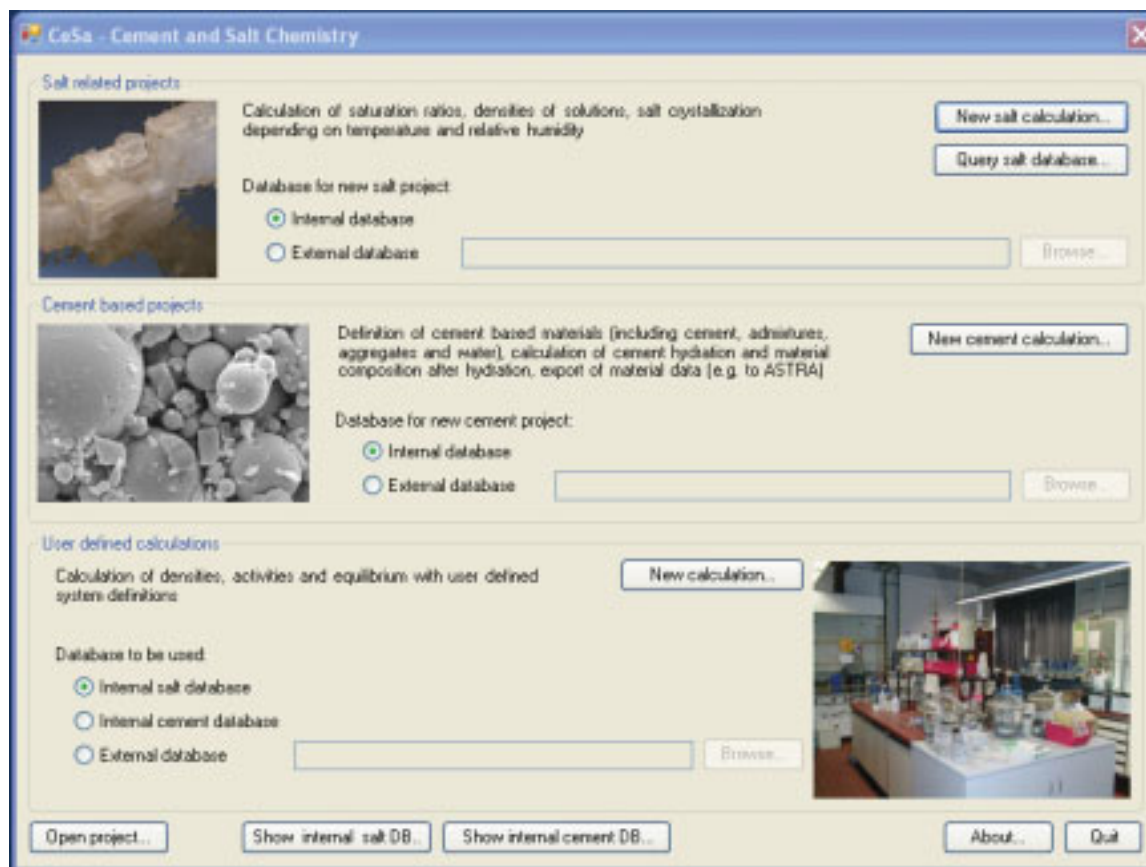 CeSa - Cement and Salt Chemistry
Salt related projects
Calculation of saturation ratios, densities of solutions, salt crystallization
depending on temperature and relative humidity
New salt calculation...
Query salt database...
Database for new salt project:
Internal database
External database
Browse...
Cement based projects
Definition of cement based materials (including cement, admixtures,
aggregates and water), calculation of cement hydration and material
composition after hydration, export of material data (e.g. to ASTRA)
New cement calculation...
Database for new cement project:
Internal database
External database
Browse...
User defined calculations
Calculation of densities, activities and equilibrium with user defined
system definitions
New calculation...
Database to be used:
Internal salt database
Internal cement database
External database
Browse...
Open project...
Show internal salt DB...
Show internal cement DB...
About...
Quit